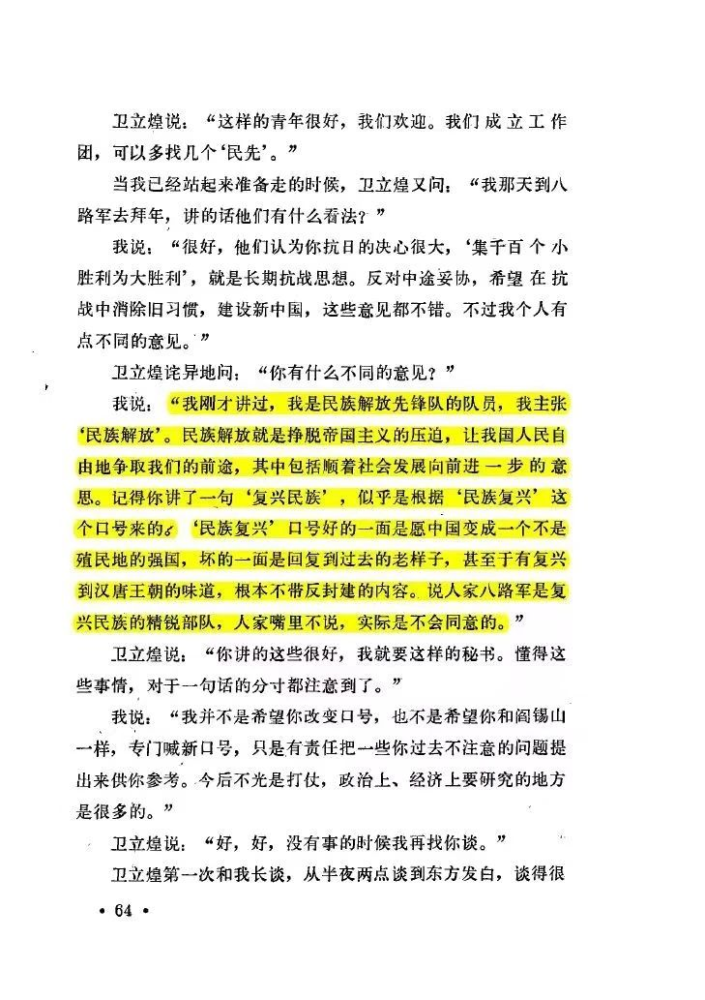 卫立煌说：“这样的青年很好，我们欢迎。我们成立工作
团，可以多找几个‘民先’。”
当我已经站起来准备走的时候，卫立煌又问：“我那天到八
路军去拜年，讲的话他们有什么看法？”
我说：“很好，他们认为你抗日的决心很大，‘集千百个小
胜利为大胜利’，就是长期抗战思想。反对中途妥协，希望在抗
战中消除旧习惯，建设新中国，这些意见都不错。不过我个人有
点不同的意见。”
卫立煌诧异地问：“你有什么不同的意见？”
我说：“我刚才讲过，我是民族解放先锋队的队员，我主张
‘民族解放’。民族解放就是挣脱帝国主义的压迫，让我国人民自
由地争取我们的前途，其中包括顺着社会发展向前进一步的意
思。记得你讲了一句‘复兴民族’，似乎是根据‘民族复兴’这
个口号来的。‘民族复兴’口号好的一面是愿中国变成一个不是
殖民地的强国，坏的一面是回复到过去的老样子，甚至于有复兴
到汉唐王朝的味道，根本不带反封建的内容。说人家八路军是复
兴民族的精锐部队，人家嘴里不说，实际是不会同意的。”
卫立煌说：“你讲的这些很好，我就要这样的秘书。懂得这
些事情，对于一句话的分寸都注意到了。”
我说：“我并不是希望你改变口号，也不是希望你和阎锡山
一样，专门喊新口号，只是有责任把一些你过去不注意的问题提
出来供你参考。今后不光是打仗，政治上、经济上要研究的地方
是很多的。”
卫立煌说：“好，好，没有事的时候我再找你谈。”
卫立煌第一次和我长谈，从半夜两点谈到东方发白，谈得很
• 64 •